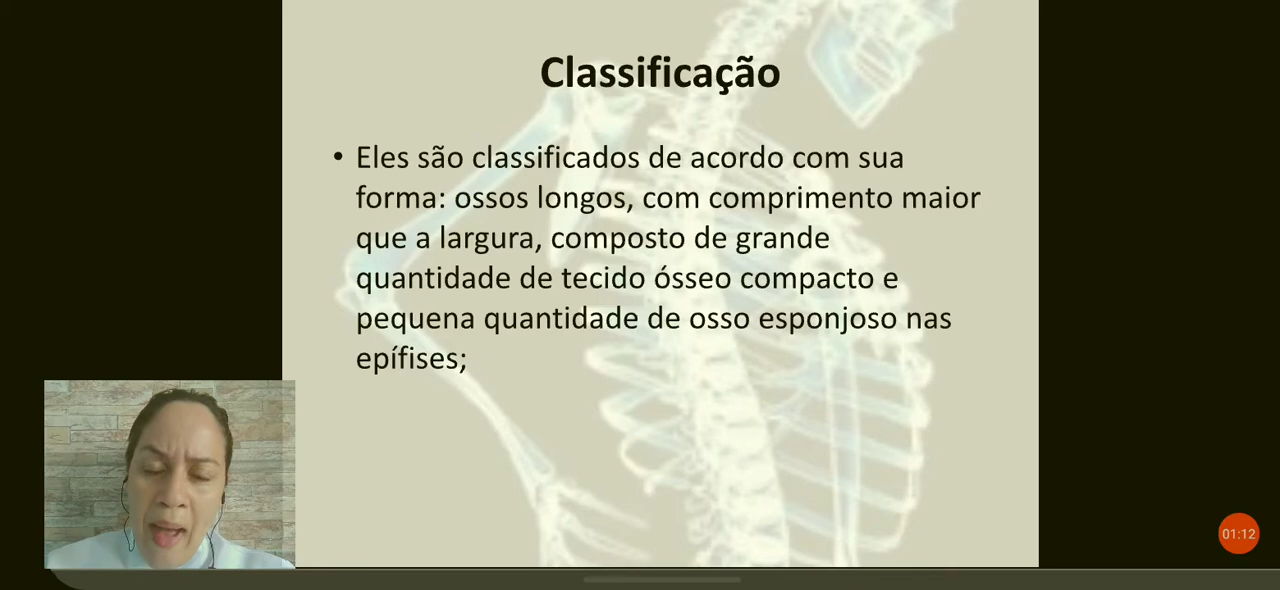 Classificação
• Eles são classificados de acordo com sua
forma: ossos longos, com comprimento maior
que a largura, composto de grande
quantidade de tecido ósseo compacto e
pequena quantidade de osso esponjoso nas
epífises;
01:12